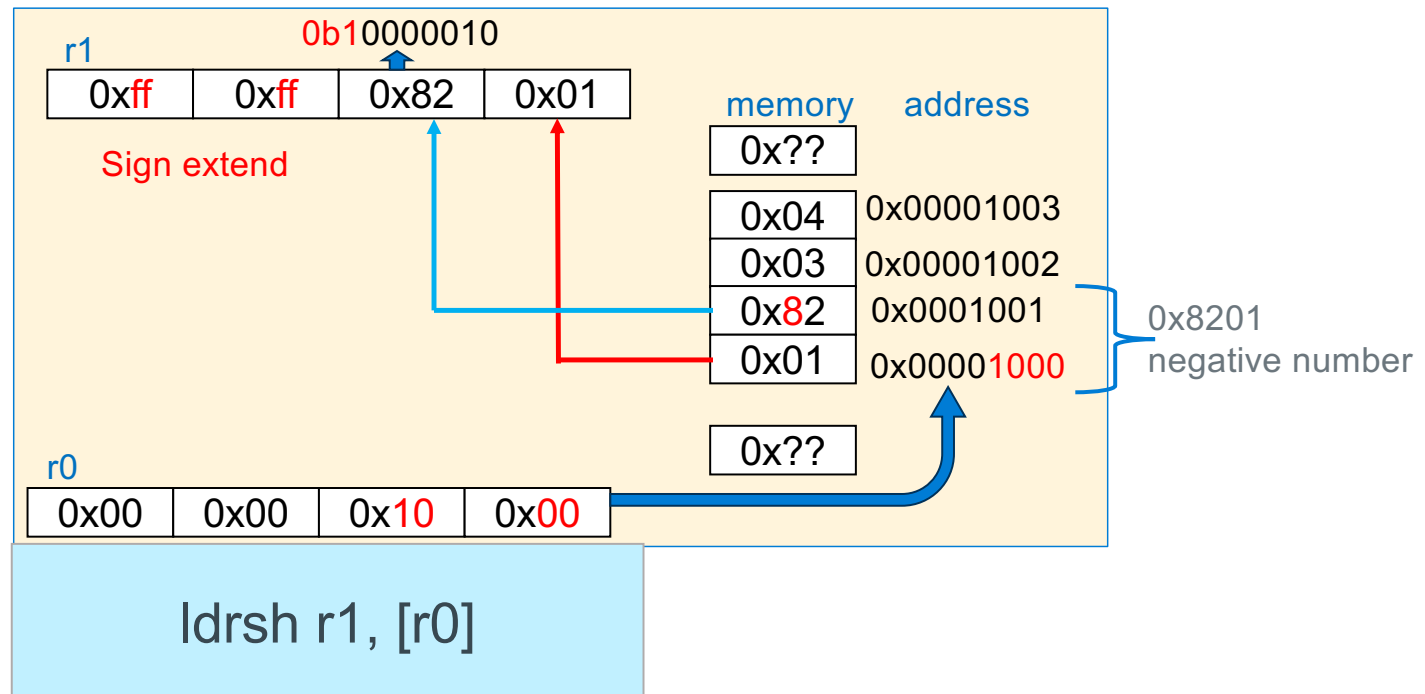 0b10000010
r1
0xff 0xff 0x82 0x01
Sign extend
memory address
0x??
0x04 0x00001003
0x03 0x00001002
0x82 0x0001001
0x01 0x00001000
0x8201
negative number
0x??
r0
0x00 0x00 0x10 0x00
ldrsh r1, [r0]